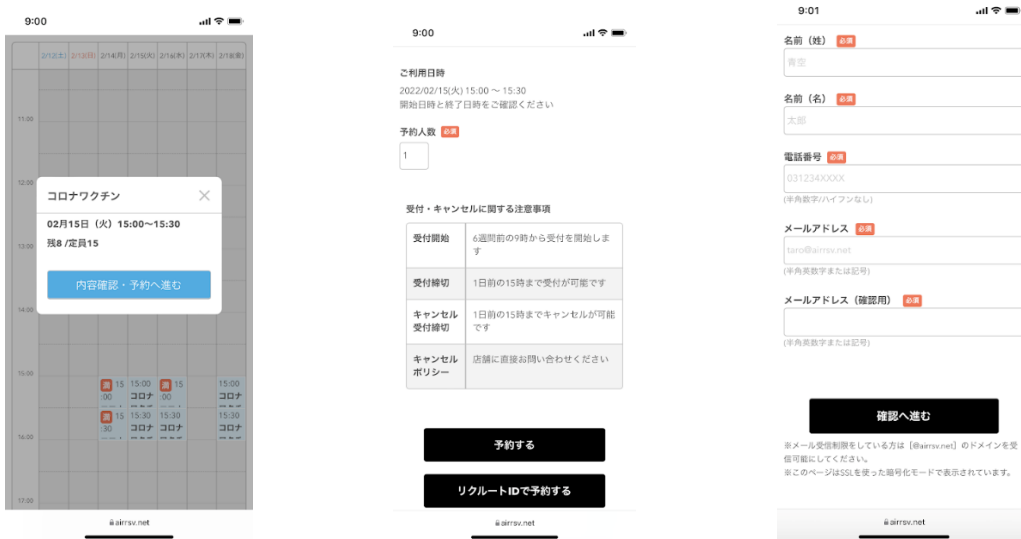 9:00
2/12(土) 2/13(日) 2/14(月) 2/15(火) 2/16(水) 2/17(木) 2/18(金)
11:00
12:00
コロナワクチン
02月15日（火）15:00〜15:30
残8 /定員15
内容確認・予約へ進む
13:00
14:00
15:00
満 15:00
コロナ
15:00
コロナ
満 15:00
15:00
コロナ
満 15:30
コロナ
15:30
コロナ
15:30
コロナ
15:30
コロナ
16:00
17:00
airrsv.net
9:00
ご利用日時
2022/02/15(火) 15:00 〜 15:30
開始日時と終了日時をご確認ください
予約人数 必須
1
受付・キャンセルに関する注意事項
受付開始 6週間前の9時から受付を開始しま
す
受付締切 1日前の15時まで受付が可能です
キャンセル
受付締切
1日前の15時までキャンセルが可能
です
キャンセル
ポリシー
店舗に直接お問い合わせください
予約する
リクルートIDで予約する
airrsv.net
9:01
名前（姓） 必須
青空
名前（名） 必須
太郎
電話番号 必須
031234XXXX
(半角数字/ハイフンなし)
メールアドレス 必須
taro@airrsv.net
(半角英数字または記号)
メールアドレス（確認用） 必須
(半角英数字または記号)
確認へ進む
※メール受信制限をしている方は［@airrsv.net］のドメインを受
信可能にしてください。
※このページはSSLを使った暗号化モードで表示されています。
airrsv.net